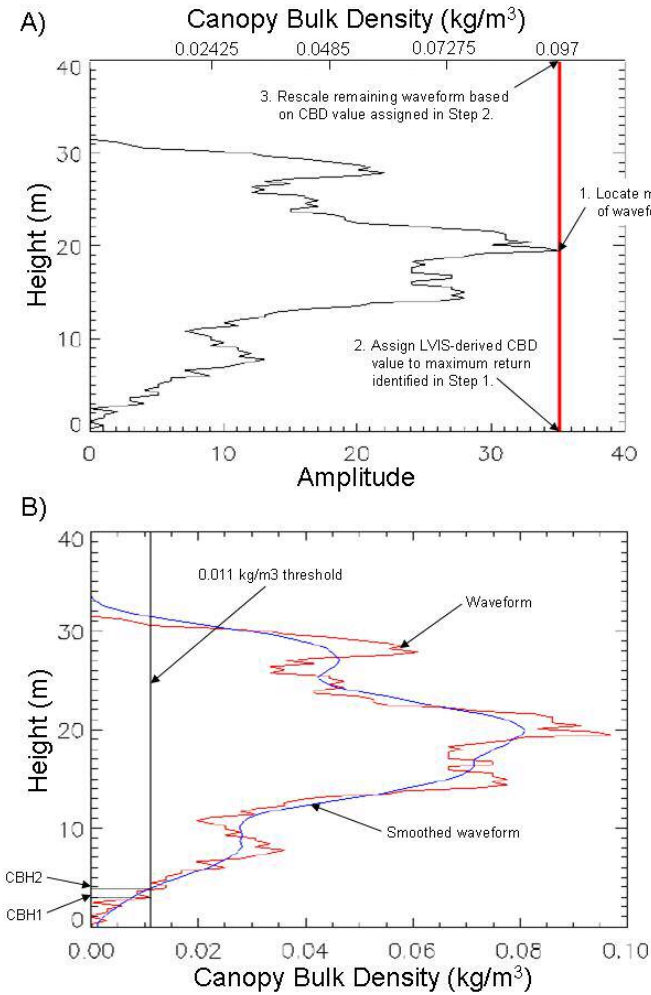 A)
Canopy Bulk Density (kg/m³)
0.02425 0.0485 0.07275 0.097
40
3. Rescale remaining waveform based
on CBD value assigned in Step 2.
30
1. Locate
of
Height (m)
20
10
2. Assign LVIS-derived CBD
value to maximum return
identified in Step 1.
0
0 10 20 30 40
Amplitude
B)
40
0.011 kg/m3 threshold
Waveform
30
Height (m)
20
10
Smoothed waveform
CBH2
CBH1
0
0.00 0.02 0.04 0.06 0.08 0.10
Canopy Bulk Density (kg/m³)